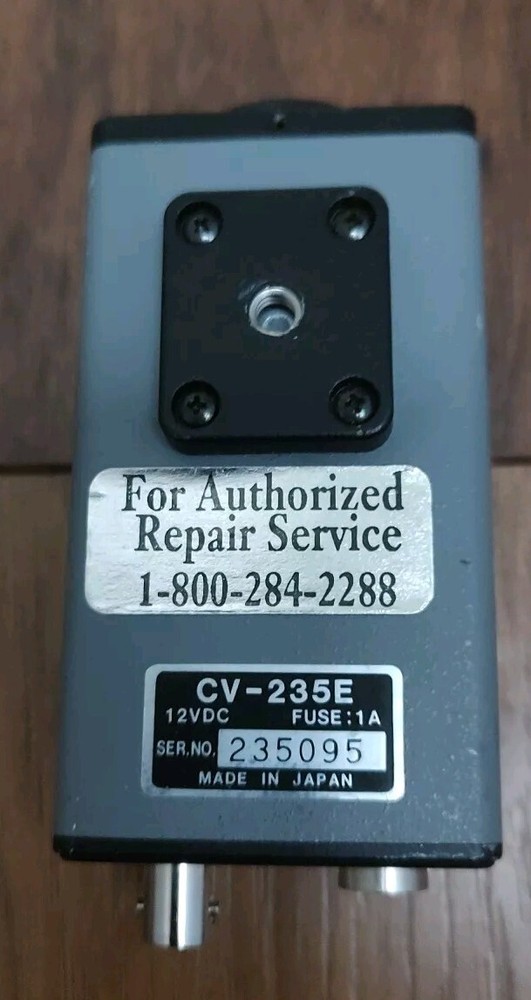 For Authorized
Repair Service
1-800-284-2288
CV-235E
12VDC FUSE:1A
SER.NO. 235095
MADE IN JAPAN